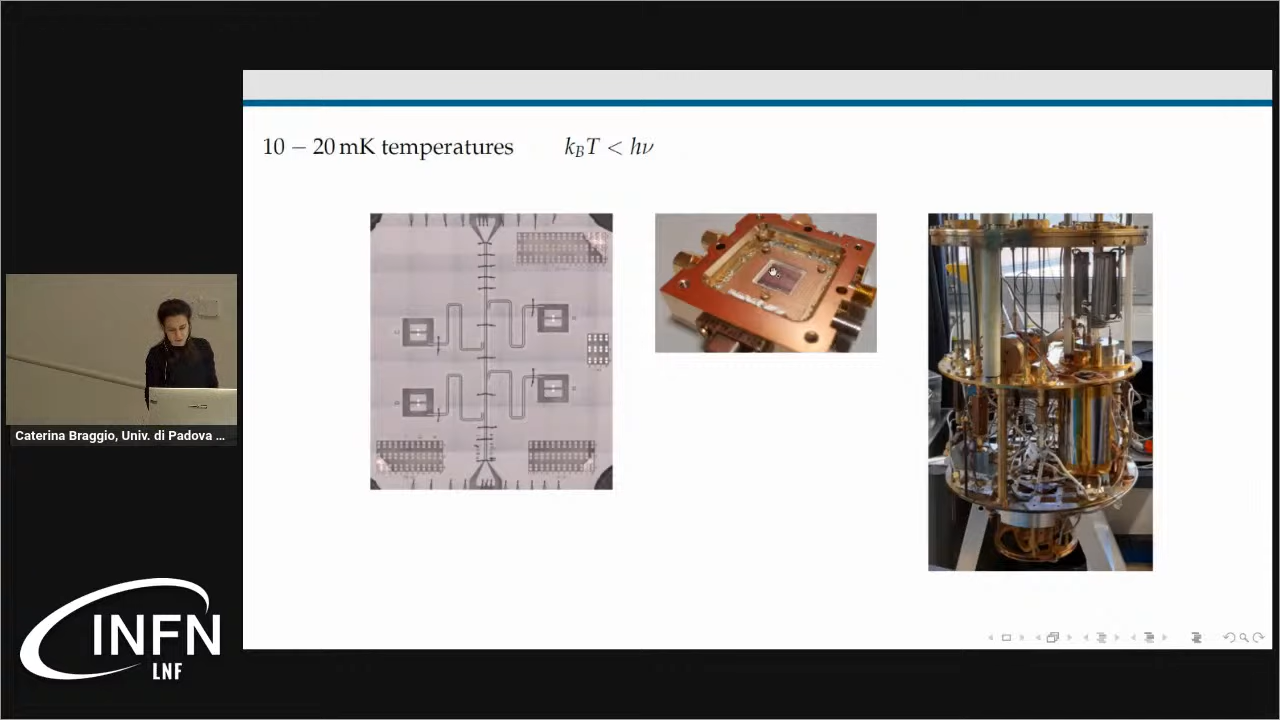 10 − 20 mK temperatures k_B T < hν
Caterina Braggio, Univ. di Padova ...
INFN
LNF